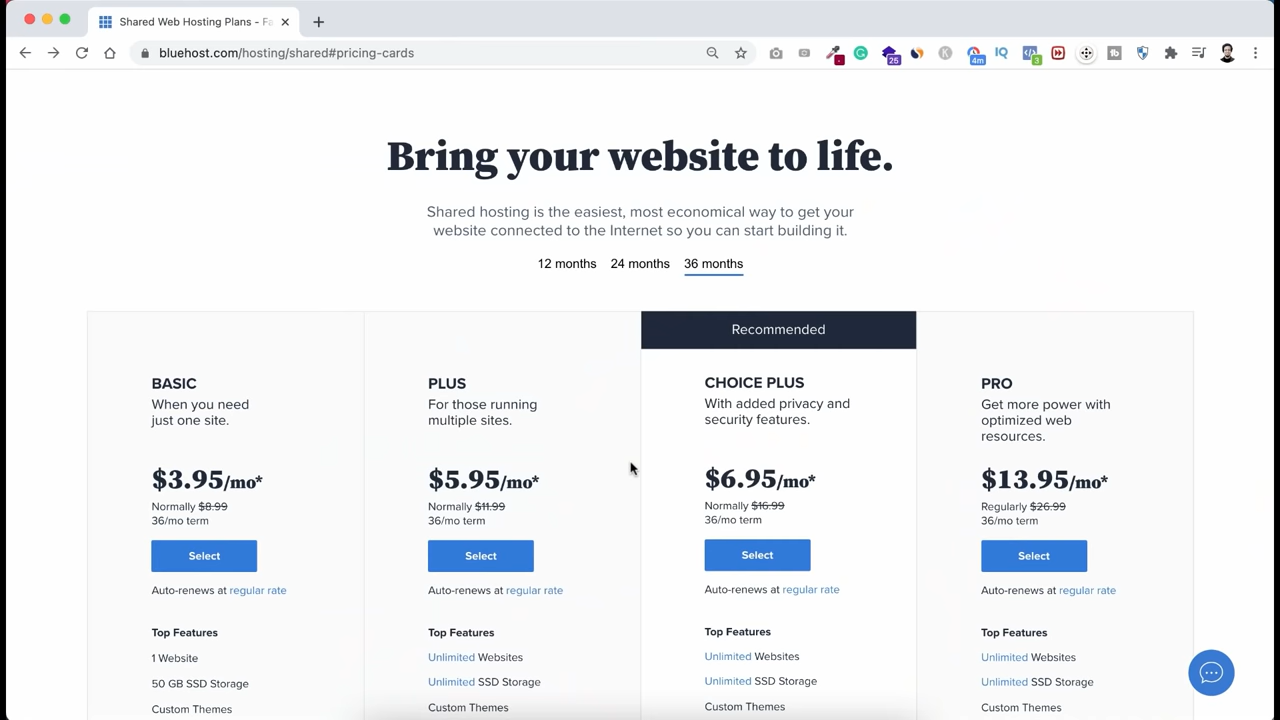 Shared Web Hosting Plans - Fa
bluehost.com/hosting/shared#pricing-cards
25
4m
3
Bring your website to life.
Shared hosting is the easiest, most economical way to get your
website connected to the Internet so you can start building it.
12 months 24 months 36 months
Recommended
BASIC
When you need
just one site.
$3.95/mo*
Normally $8.99
36/mo term
Select
Auto-renews at regular rate
Top Features
1 Website
50 GB SSD Storage
Custom Themes
PLUS
For those running
multiple sites.
$5.95/mo*
Normally $11.99
36/mo term
Select
Auto-renews at regular rate
Top Features
Unlimited Websites
Unlimited SSD Storage
Custom Themes
CHOICE PLUS
With added privacy and
security features.
$6.95/mo*
Normally $16.99
36/mo term
Select
Auto-renews at regular rate
Top Features
Unlimited Websites
Unlimited SSD Storage
Custom Themes
PRO
Get more power with
optimized web
resources.
$13.95/mo*
Regularly $26.99
36/mo term
Select
Auto-renews at regular rate
Top Features
Unlimited Websites
Unlimited SSD Storage
Custom Themes